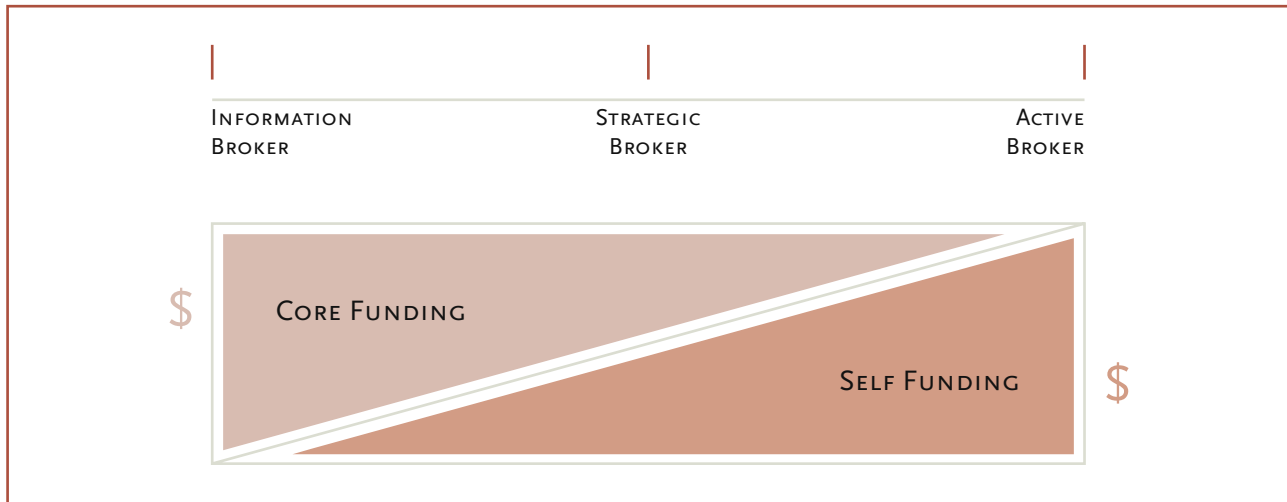 Information
Broker
Strategic
Broker
Active
Broker
$
Core Funding
Self Funding
$